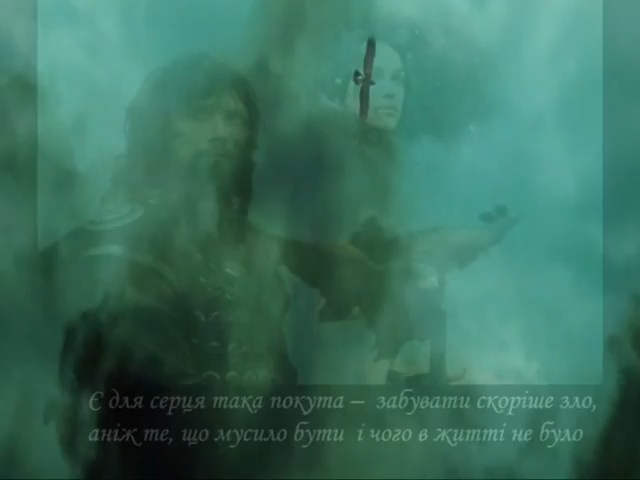 Є для серця така покута – забувати скоріше зло,
аніж те, що мусило бути і чого в житті не було